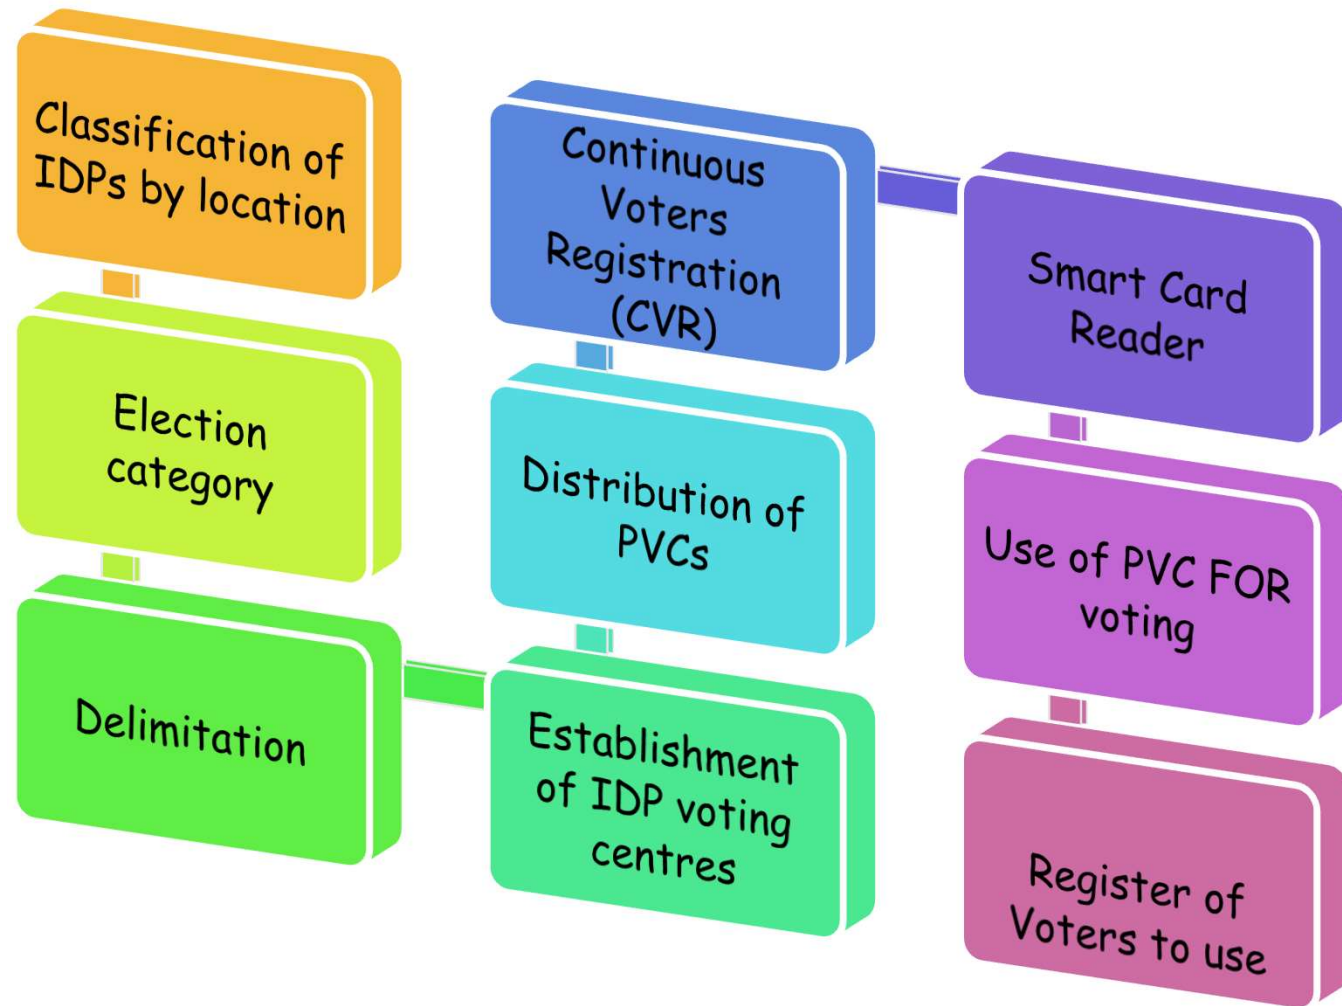 Classification of
IDPs by location
Election
category
Delimitation
Establishment
of IDP voting
centres
Distribution of
PVCs
Continuous
Voters
Registration
(CVR)
Smart Card
Reader
Use of PVC FOR
voting
Register of
Voters to use